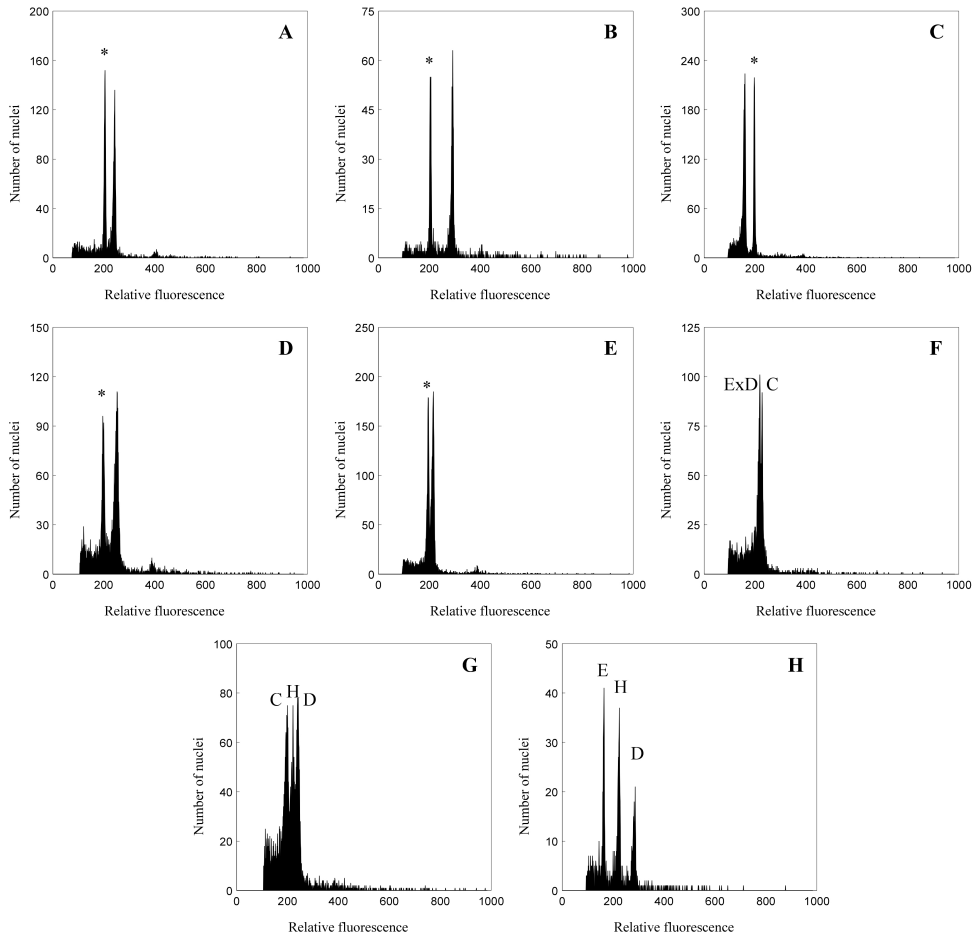 A
*
Number of nuclei
200
160
120
80
40
0
0 200 400 600 800 1000
Relative fluorescence
B
*
Number of nuclei
75
60
45
30
15
0
0 200 400 600 800 1000
Relative fluorescence
C
*
Number of nuclei
300
240
180
120
60
0
0 200 400 600 800 1000
Relative fluorescence
D
*
Number of nuclei
150
120
90
60
30
0
0 200 400 600 800 1000
Relative fluorescence
E
*
Number of nuclei
250
200
150
100
50
0
0 200 400 600 800 1000
Relative fluorescence
F
ExD C
Number of nuclei
125
100
75
50
25
0
0 200 400 600 800 1000
Relative fluorescence
G
C H D
Number of nuclei
100
80
60
40
20
0
0 200 400 600 800 1000
Relative fluorescence
H
E
H
D
Number of nuclei
50
40
30
20
10
0
0 200 400 600 800 1000
Relative fluorescence